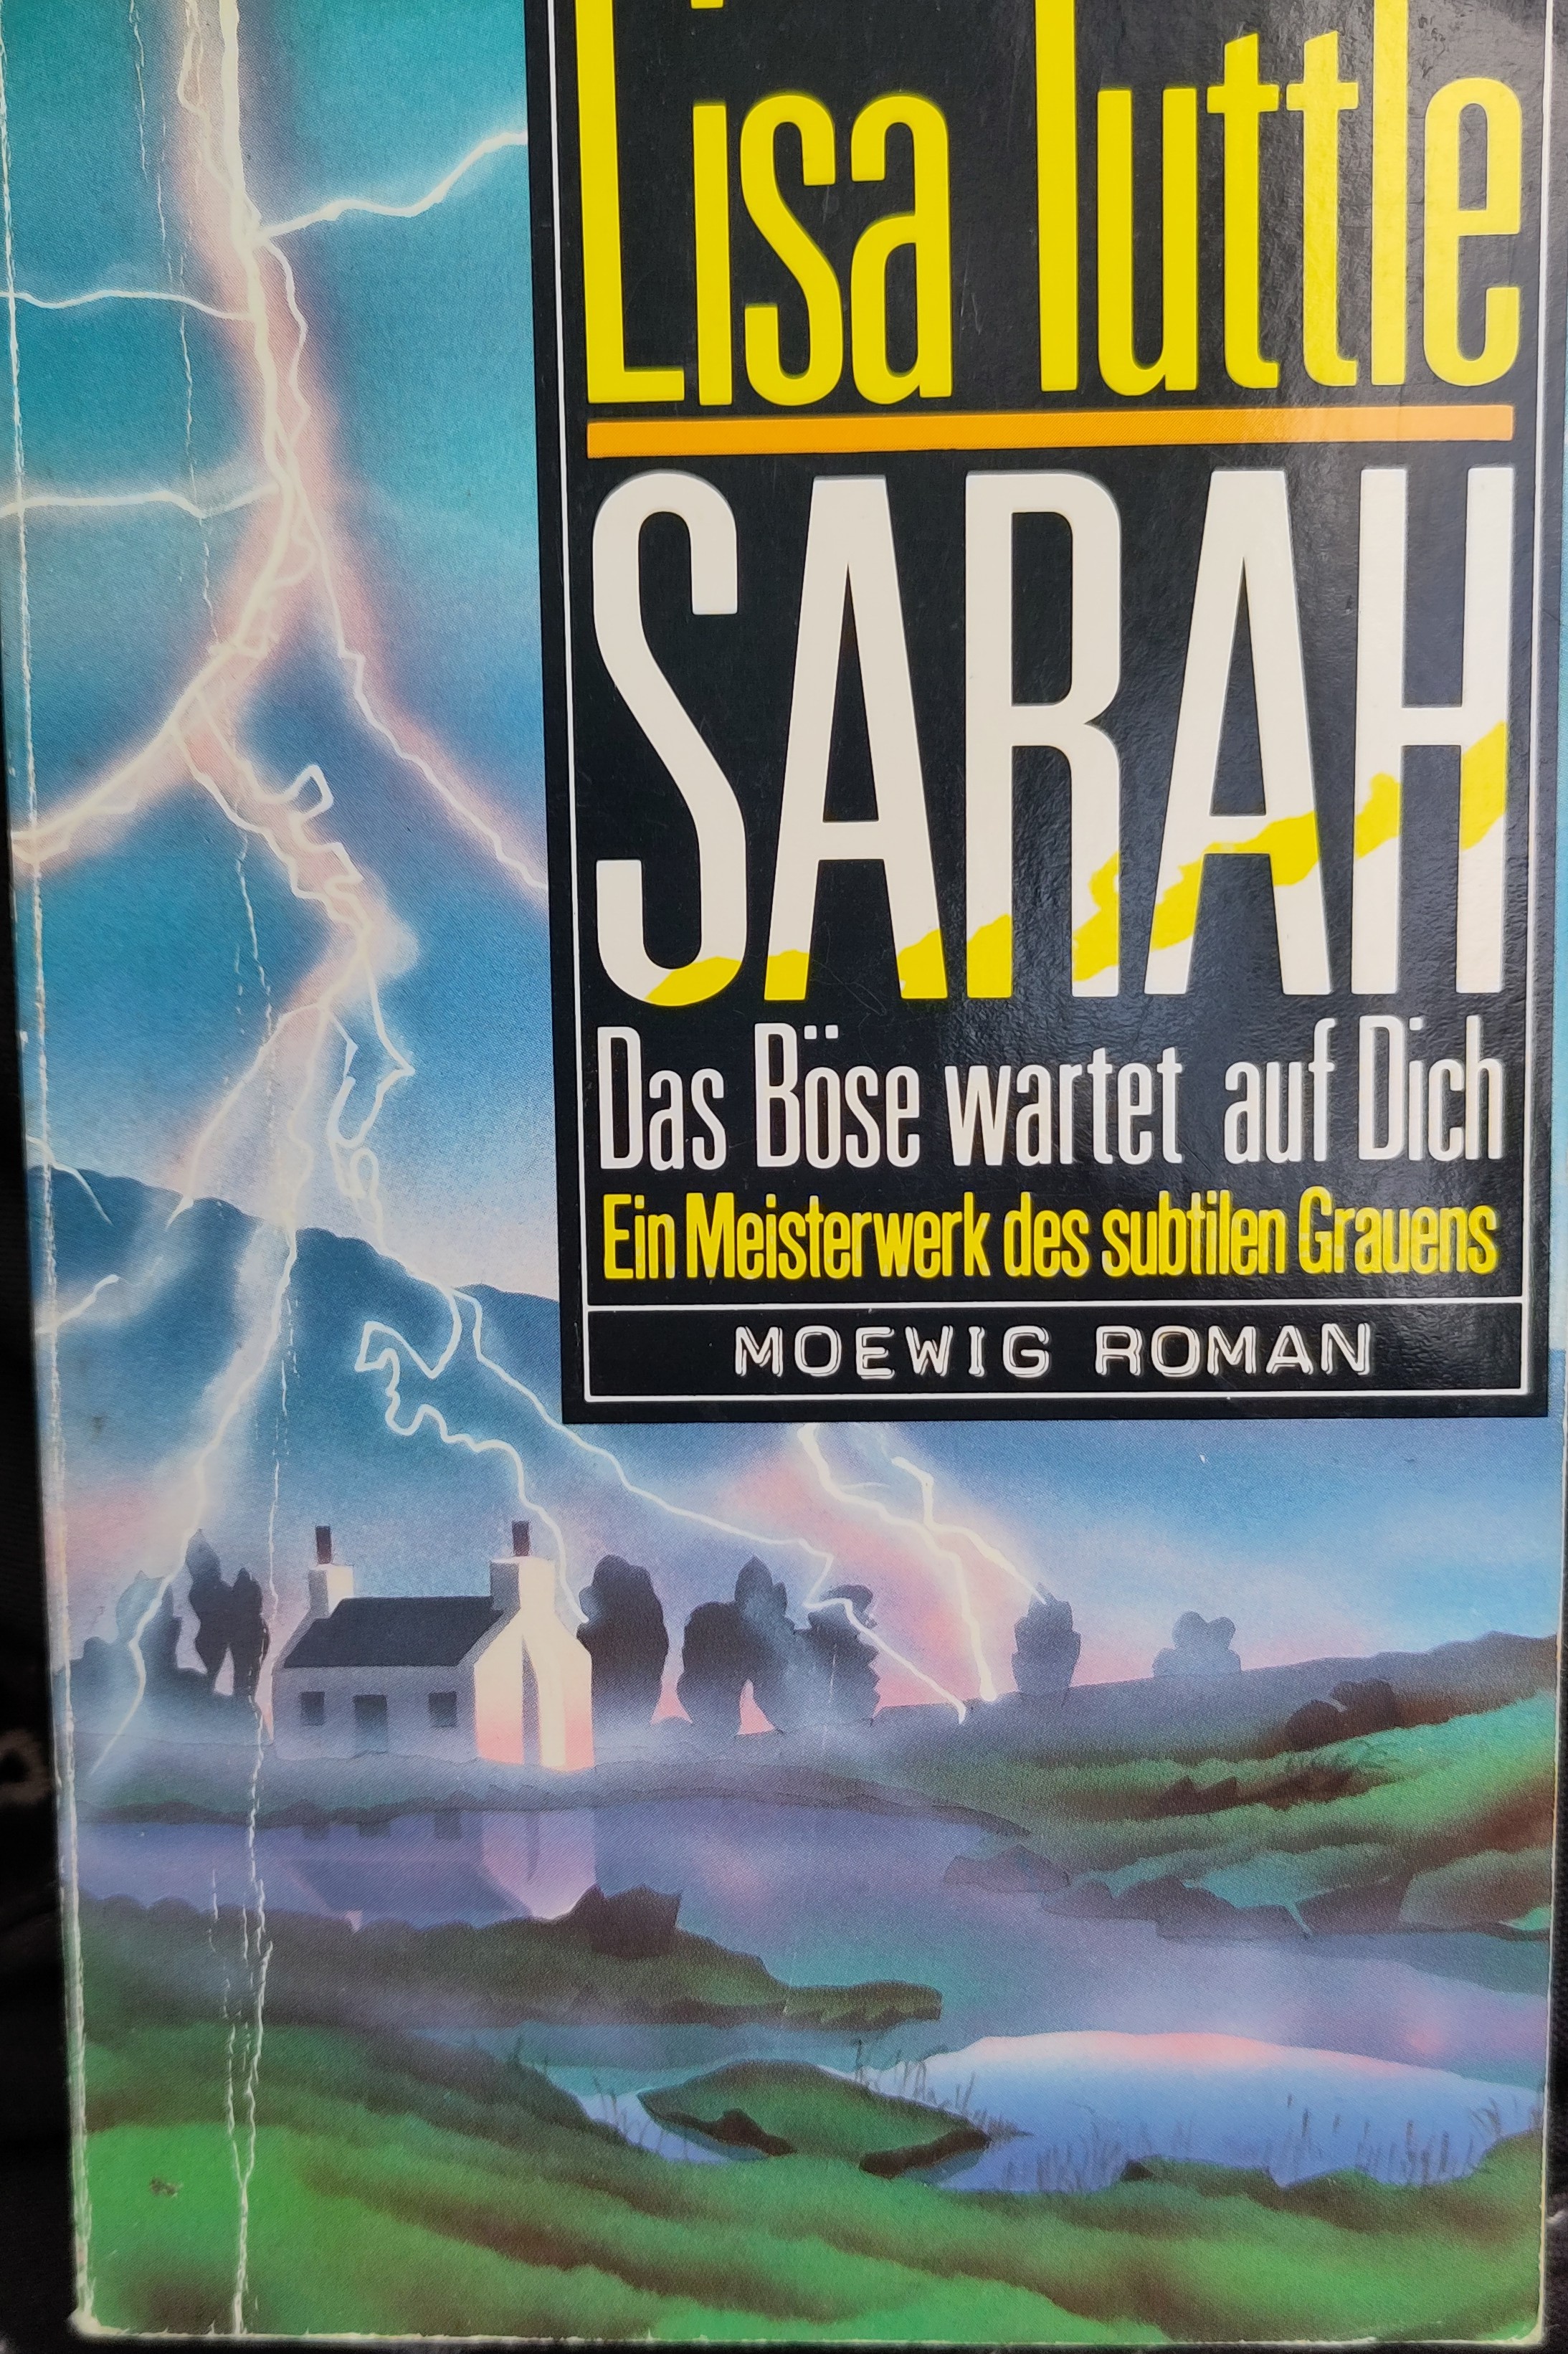 Lisa Tuttle
SARAH
Das Böse wartet auf Dich
Ein Meisterwerk des subtilen Grauens
MOEWIG ROMAN